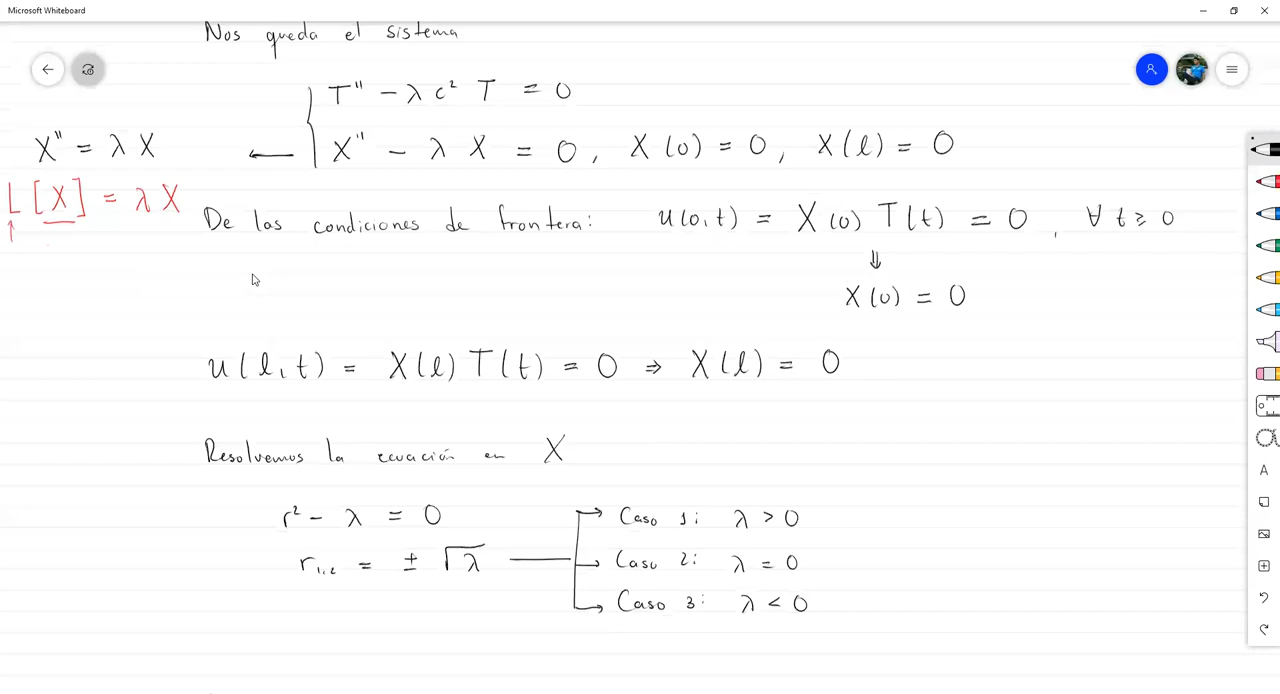 Microsoft Whiteboard
Nos queda el sistema
T'' - λ c² T = 0
X'' = λ X ← X'' - λ X = 0, X(0) = 0, X(l) = 0
L[X] = λ X
De las condiciones de frontera: u(0,t) = X(0) T(t) = 0, ∀ t ≥ 0
⇓
X(0) = 0
u(l,t) = X(l) T(t) = 0 ⇒ X(l) = 0
Resolvemos la ecuación en X
r² - λ = 0 → Caso 1: λ > 0
r₁,₂ = ± √λ → Caso 2: λ = 0
→ Caso 3: λ < 0
A